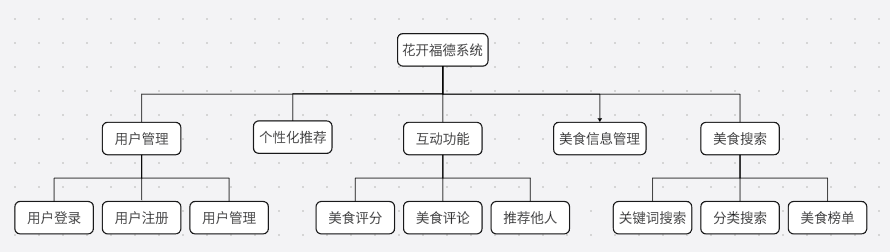 花开福德系统
用户管理
个性化推荐
互动功能
美食信息管理
美食搜索
用户登录
用户注册
用户管理
美食评分
美食评论
推荐他人
关键词搜索
分类搜索
美食榜单